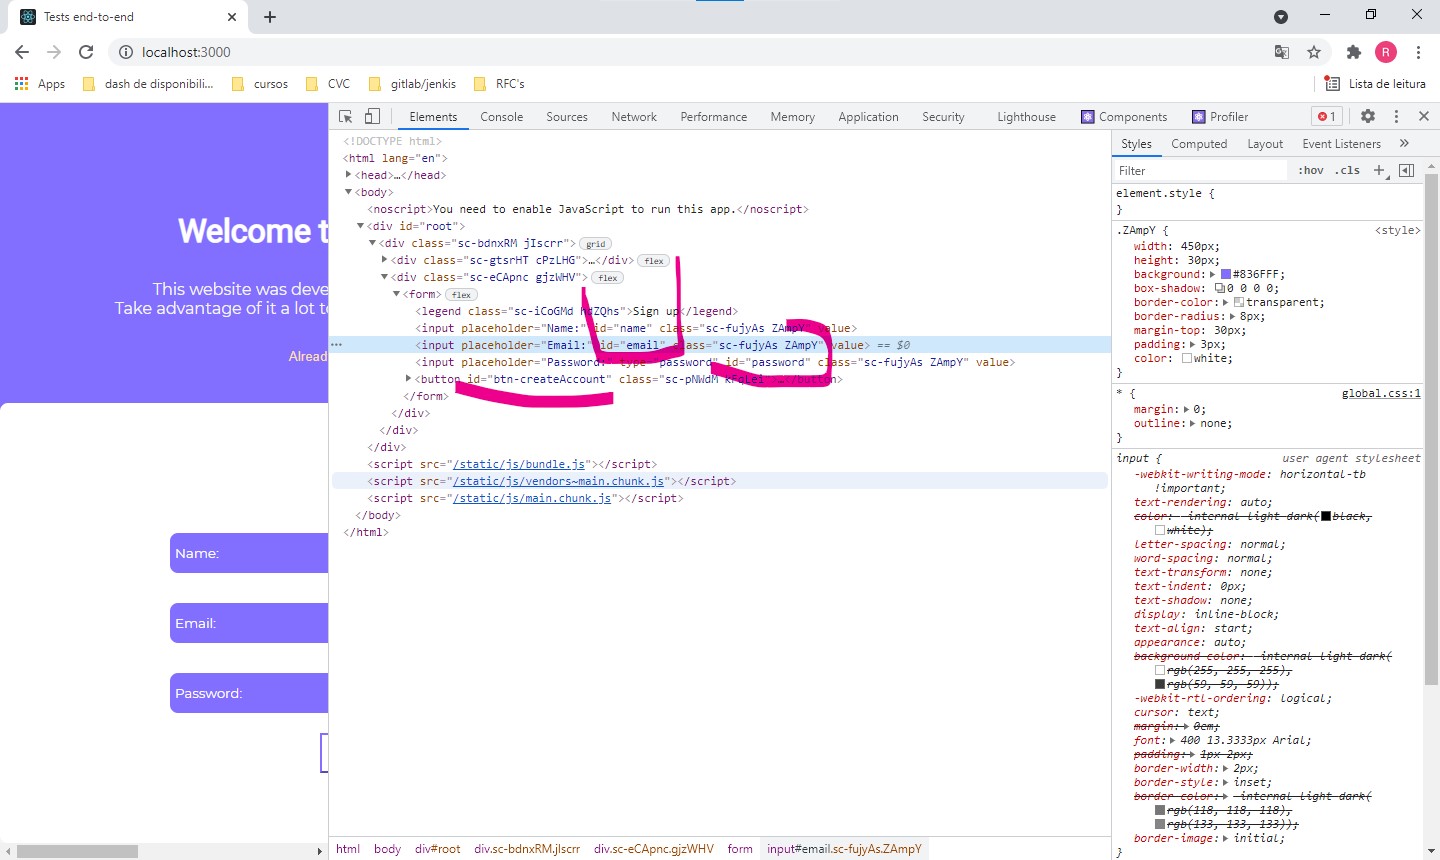 Tests end-to-end
localhost:3000
R
Apps
dash de disponibili...
cursos
CVC
gitlab/jenkis
RFC's
Lista de leitura
Welcome t
This website was deve
Take advantage of it a lot to
Alread
Name:
Email:
Password:
Elements Console Sources Network Performance Memory Application Security Lighthouse Components Profiler 1
<!DOCTYPE html>
<html lang="en">
<head>…</head>
<body>
<noscript>You need to enable JavaScript to run this app.</noscript>
<div id="root">
<div class="sc-bdnxRM jIscrr"> grid
<div class="sc-gtsrHT cPzLHG">…</div> flex
<div class="sc-eCApnc gjzWHV"> flex
<form> flex
<legend class="sc-iCoGMd hdZQhs">Sign up</legend>
<input placeholder="Name:" id="name" class="sc-fujyAs ZAmpY" value>
<input placeholder="Email:" id="email" class="sc-fujyAs ZAmpY" value> == $0
<input placeholder="Password:" type="password" id="password" class="sc-fujyAs ZAmpY" value>
<button id="btn-createAccount" class="sc-pNWdM …</button>
</form>
</div>
</div>
</div>
<script src="/static/js/bundle.js"></script>
<script src="/static/js/vendors~main.chunk.js"></script>
<script src="/static/js/main.chunk.js"></script>
</body>
</html>
html body div#root div.sc-bdnxRM.jIscrr div.sc-eCApnc.gjzWHV form input#email.sc-fujyAs.ZAmpY
Styles Computed Layout Event Listeners »
Filter :hov .cls +
element.style {
}
.ZAmpY { <style>
width: 450px;
height: 30px;
background: #836FFF;
box-shadow: 0 0 0 0;
border-color: transparent;
border-radius: 8px;
margin-top: 30px;
padding: 3px;
color: white;
}
* { global.css:1
margin: 0;
outline: none;
}
input { user agent stylesheet
-webkit-writing-mode: horizontal-tb
!important;
text-rendering: auto;
color: -internal-light-dark(black,
white);
letter-spacing: normal;
word-spacing: normal;
text-transform: none;
text-indent: 0px;
text-shadow: none;
display: inline-block;
text-align: start;
appearance: auto;
background-color: -internal-light-dark(
rgb(255, 255, 255),
rgb(59, 59, 59));
-webkit-rtl-ordering: logical;
cursor: text;
margin: 0em;
font: 400 13.3333px Arial;
padding: 1px 2px;
border-width: 2px;
border-style: inset;
border-color: -internal-light-dark(
rgb(118, 118, 118),
rgb(133, 133, 133));
border-image: initial;
}